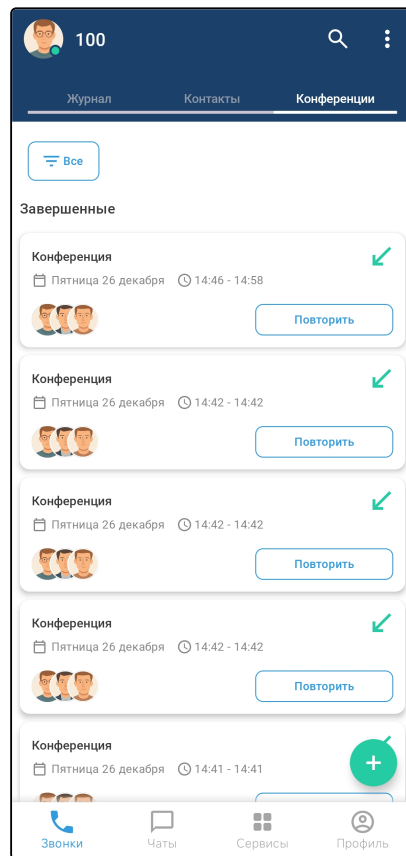 100
Журнал Контакты Конференции
Все
Завершенные
Конференция
Пятница 26 декабря 14:46 - 14:58
Повторить
Конференция
Пятница 26 декабря 14:42 - 14:42
Повторить
Конференция
Пятница 26 декабря 14:42 - 14:42
Повторить
Конференция
Пятница 26 декабря 14:42 - 14:42
Повторить
Конференция
Пятница 26 декабря 14:41 - 14:41
Звонки Чаты Сервисы Профиль